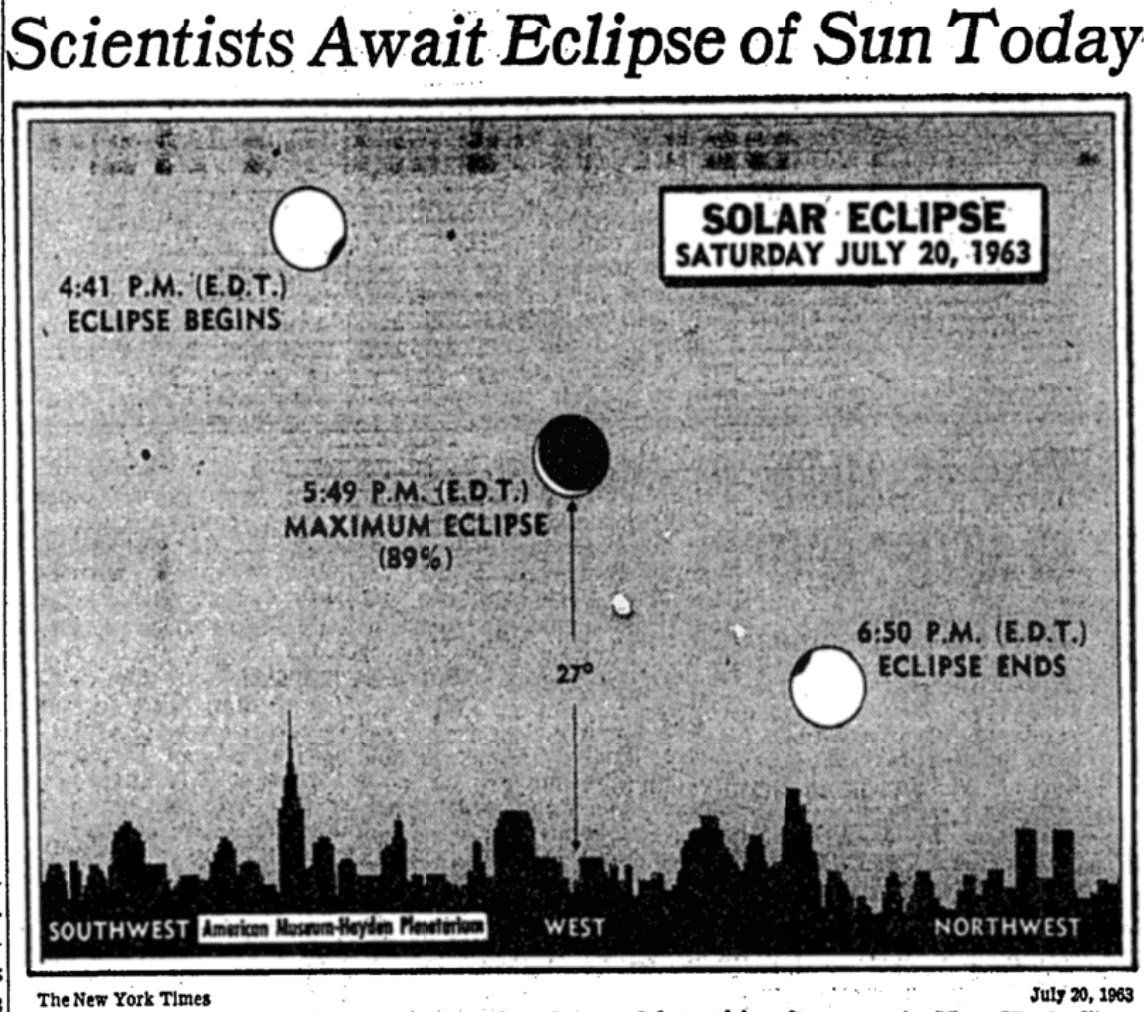 Scientists Await Eclipse of Sun Today
SOLAR ECLIPSE
SATURDAY JULY 20, 1963
4:41 P.M. (E.D.T.)
ECLIPSE BEGINS
5:49 P.M. (E.D.T.)
MAXIMUM ECLIPSE
(89%)
27°
6:50 P.M. (E.D.T.)
ECLIPSE ENDS
SOUTHWEST
American Museum-Hayden Planetarium
WEST
NORTHWEST
The New York Times
July 20, 1963